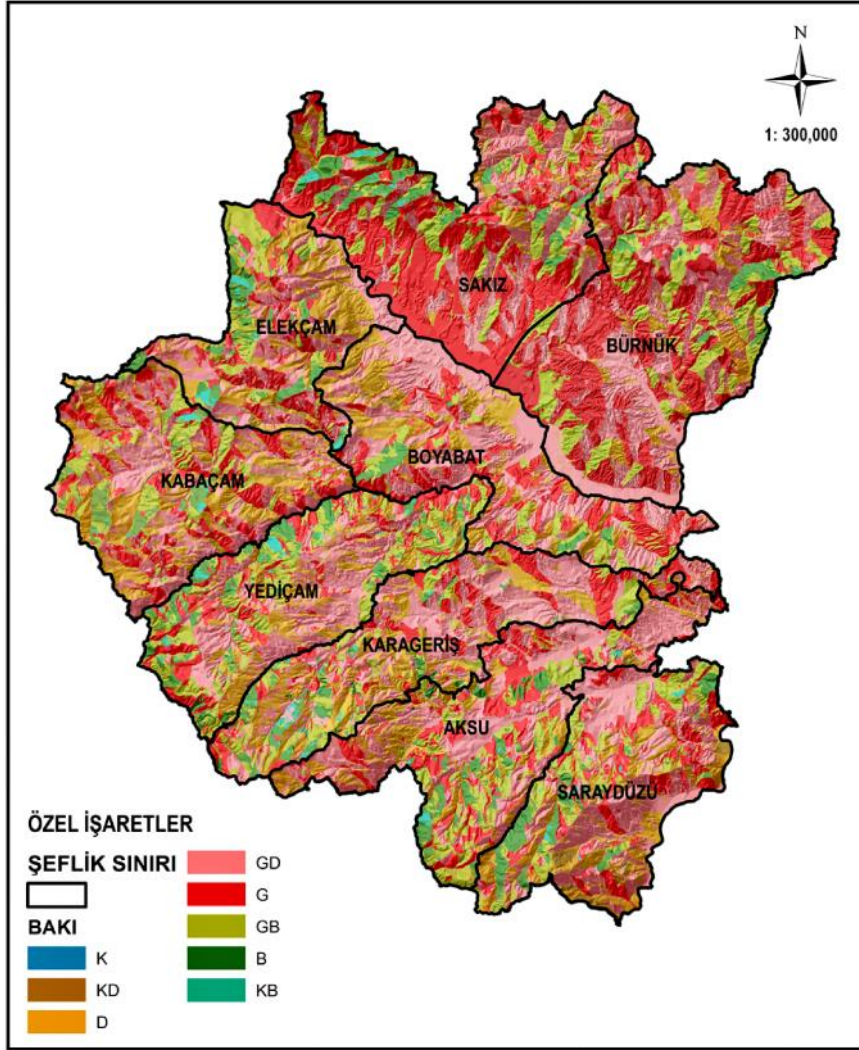 N
1: 300,000
SAKIZ
ELEKÇAM
BÜRNÜK
BOYABAT
KABAÇAM
YEDİÇAM
KARAGERİŞ
AKSU
SARAYDÜZÜ
ÖZEL İŞARETLER
ŞEFLİK SINIRI
BAKI
K
KD
D
GD
G
GB
B
KB